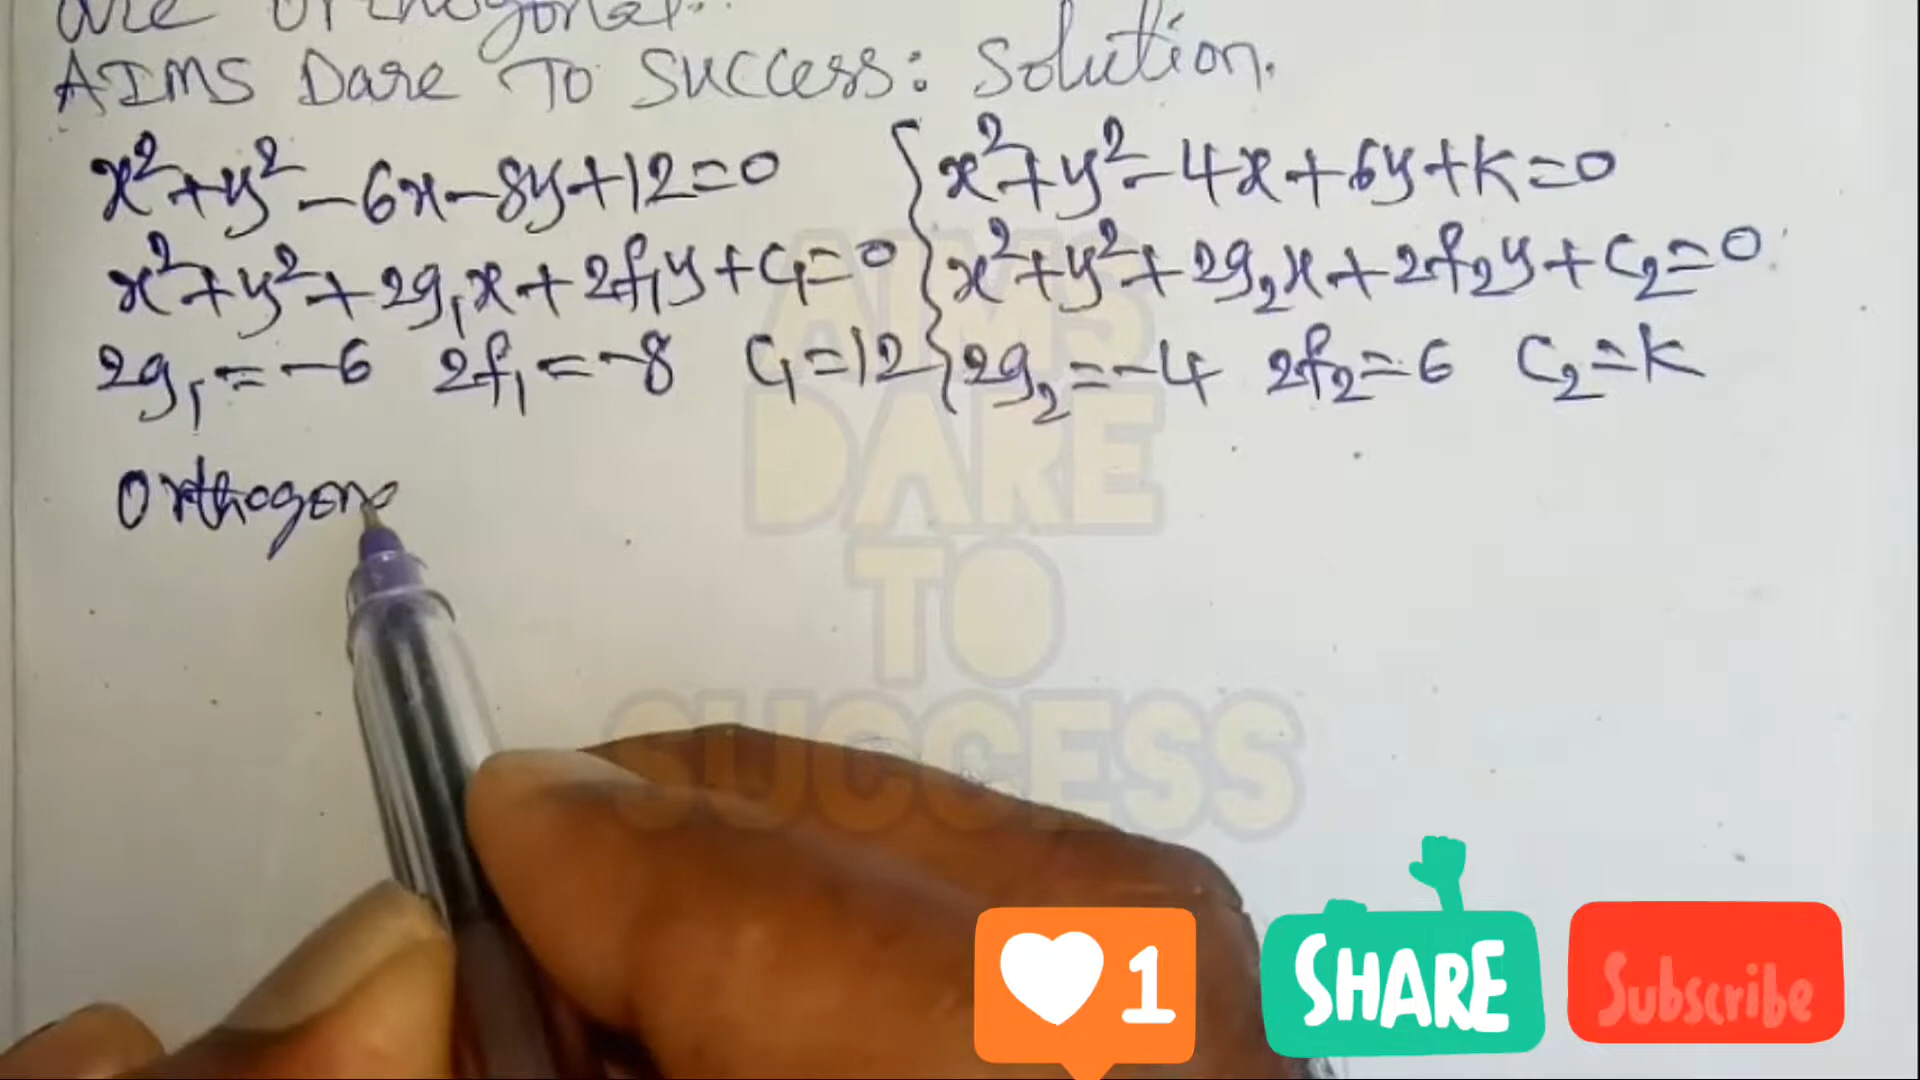 are orthogonal.
AIMS Dare To Success: Solution.
x²+y²-6x-8y+12=0
x²+y²+2g₁x+2f₁y+c₁=0
2g₁=-6 2f₁=-8 c₁=12
x²+y²-4x+6y+k=0
x²+y²+2g₂x+2f₂y+c₂=0
2g₂=-4 2f₂=6 c₂=k
Orthogona
AIMS
DARE
TO
SUCCESS
1
SHARE
Subscribe